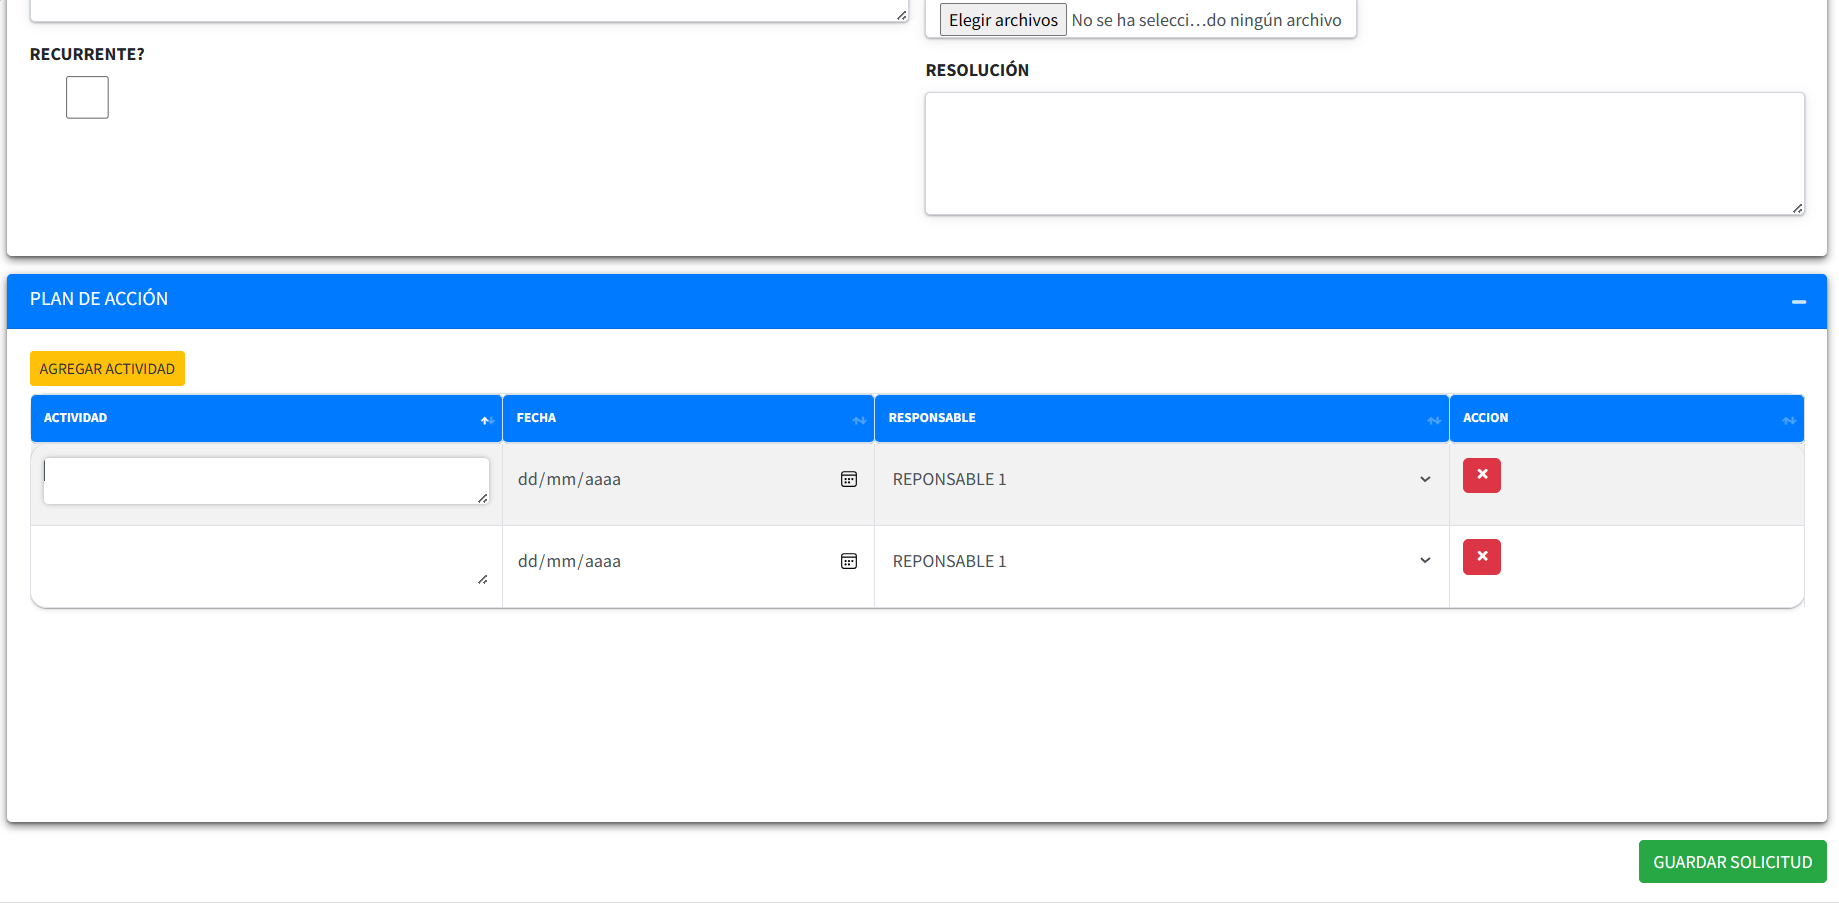 Elegir archivos No se ha selecci…do ningún archivo
RECURRENTE?
RESOLUCIÓN
PLAN DE ACCIÓN
AGREGAR ACTIVIDAD
ACTIVIDAD FECHA RESPONSABLE ACCION
dd/mm/aaaa REPONSABLE 1
dd/mm/aaaa REPONSABLE 1
GUARDAR SOLICITUD